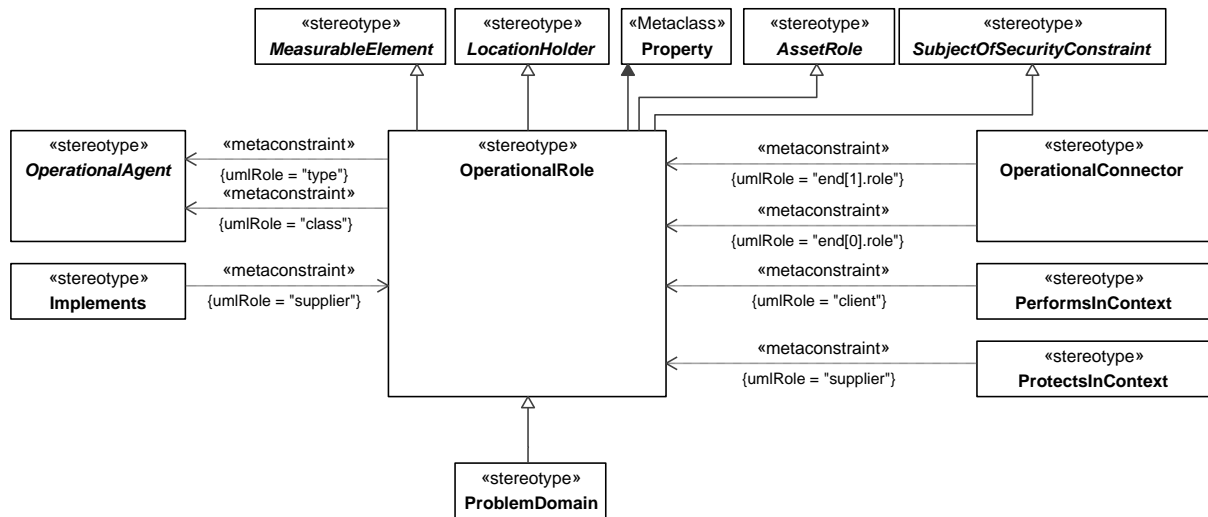 «stereotype»
MeasurableElement
«stereotype»
LocationHolder
«Metaclass»
Property
«stereotype»
AssetRole
«stereotype»
SubjectOfSecurityConstraint
«stereotype»
OperationalAgent
«metaconstraint»
{umlRole = "type"}
«metaconstraint»
{umlRole = "class"}
«stereotype»
OperationalRole
«metaconstraint»
{umlRole = "end[1].role"}
«metaconstraint»
{umlRole = "end[0].role"}
«stereotype»
OperationalConnector
«stereotype»
Implements
«metaconstraint»
{umlRole = "supplier"}
«metaconstraint»
{umlRole = "client"}
«stereotype»
PerformsInContext
«metaconstraint»
{umlRole = "supplier"}
«stereotype»
ProtectsInContext
«stereotype»
ProblemDomain